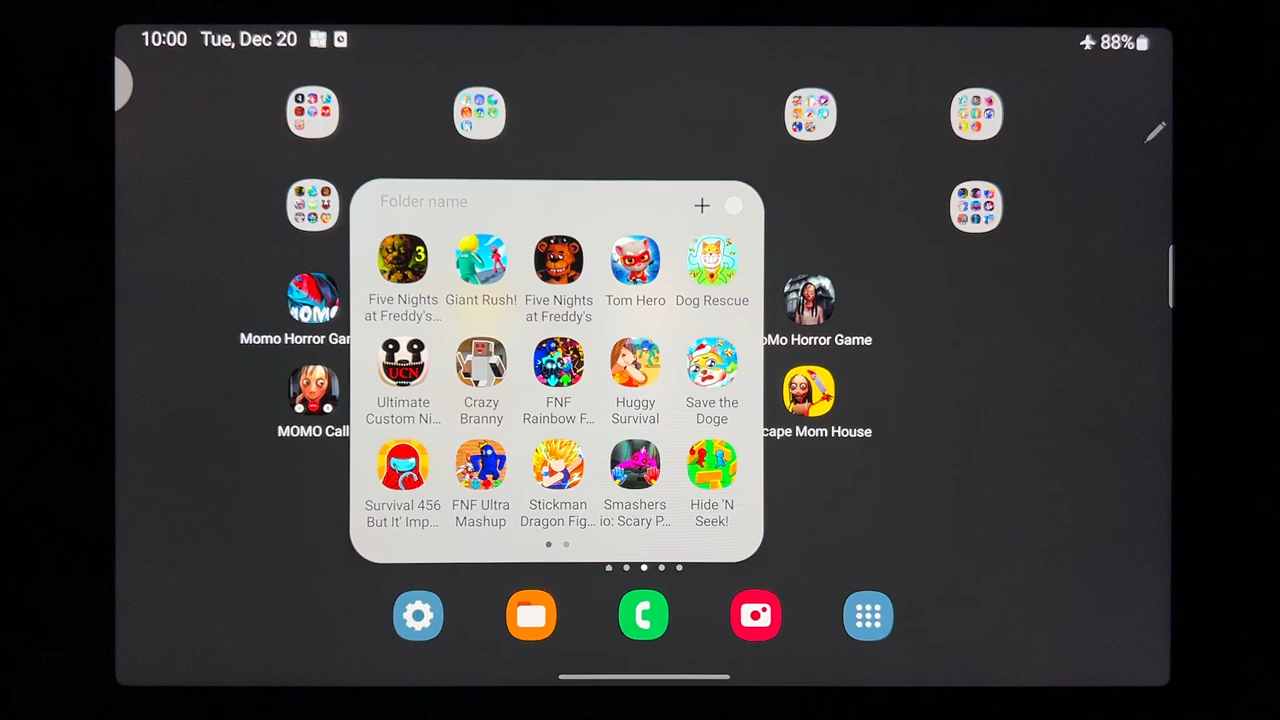 10:00 Tue, Dec 20
88%
Folder name
3
Five Nights
at Freddy's...
Giant Rush!
Five Nights
at Freddy's
Tom Hero
Dog Rescue
MOMO
Momo Horror Gar
oMo Horror Game
UCN
Ultimate
Custom Ni...
Crazy
Branny
FNF
Rainbow F...
Huggy
Survival
Save the
Doge
MOMO Call
cape Mom House
Survival 456
But It' Imp...
FNF Ultra
Mashup
Stickman
Dragon Fig...
Smashers
io: Scary P...
Hide 'N
Seek!